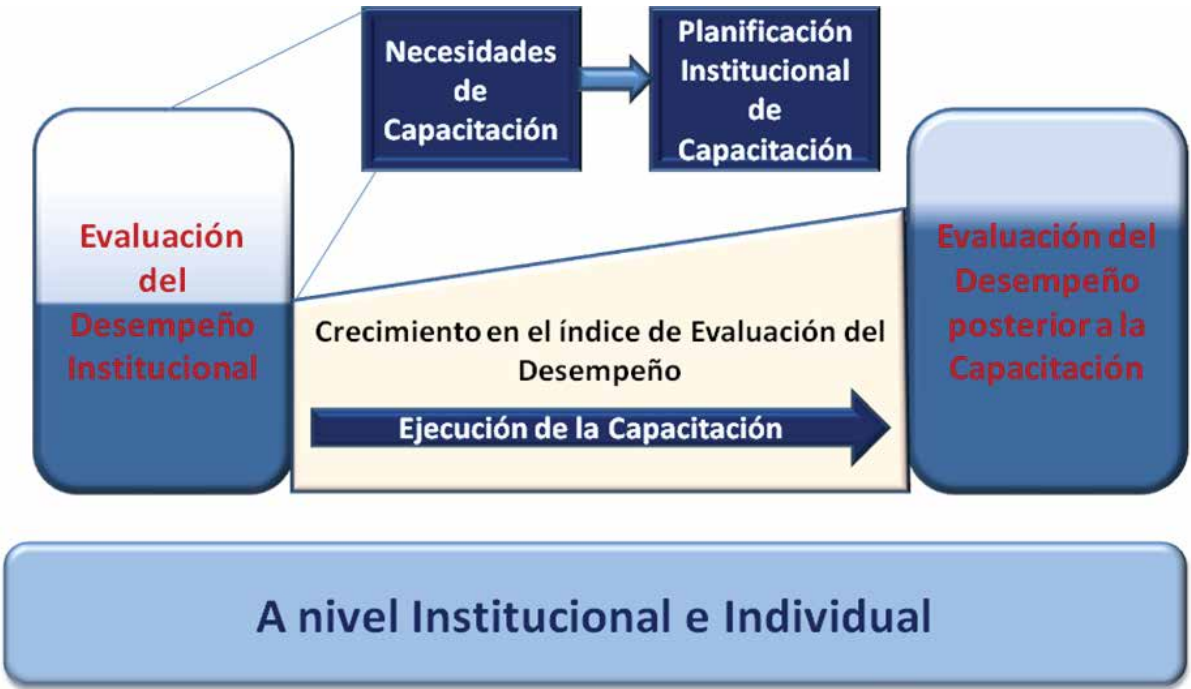 Necesidades
de
Capacitación
Planificación
Institucional
de
Capacitación
Evaluación
del
Desempeño
Institucional
Crecimiento en el índice de Evaluación del
Desempeño
Ejecución de la Capacitación
Evaluación del
Desempeño
posterior a la
Capacitación
A nivel Institucional e Individual